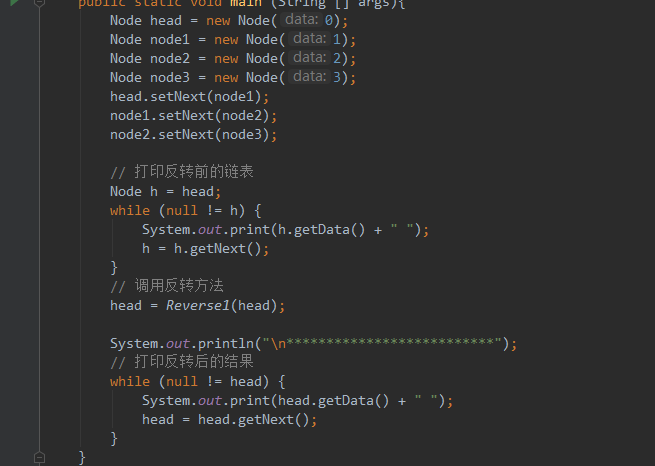 public static void main (String [] args){
Node head = new Node( data: 0);
Node node1 = new Node( data: 1);
Node node2 = new Node( data: 2);
Node node3 = new Node( data: 3);
head.setNext(node1);
node1.setNext(node2);
node2.setNext(node3);
// 打印反转前的链表
Node h = head;
while (null != h) {
System.out.print(h.getData() + " ");
h = h.getNext();
}
// 调用反转方法
head = Reverse1(head);
System.out.println("\n**************************");
// 打印反转后的结果
while (null != head) {
System.out.print(head.getData() + " ");
head = head.getNext();
}
}